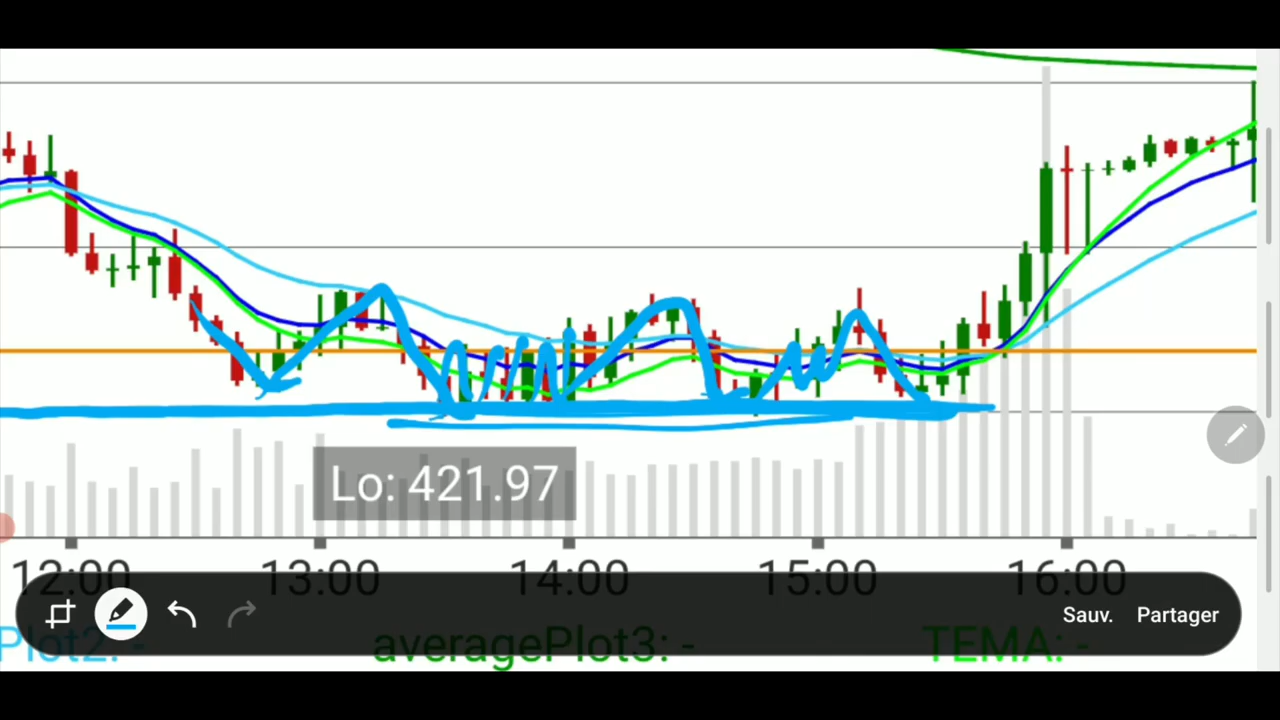 Lo: 421.97
12:00 13:00 14:00 15:00 16:00
Sauv. Partager
Plot2: - averagePlot3: - TEMA: -